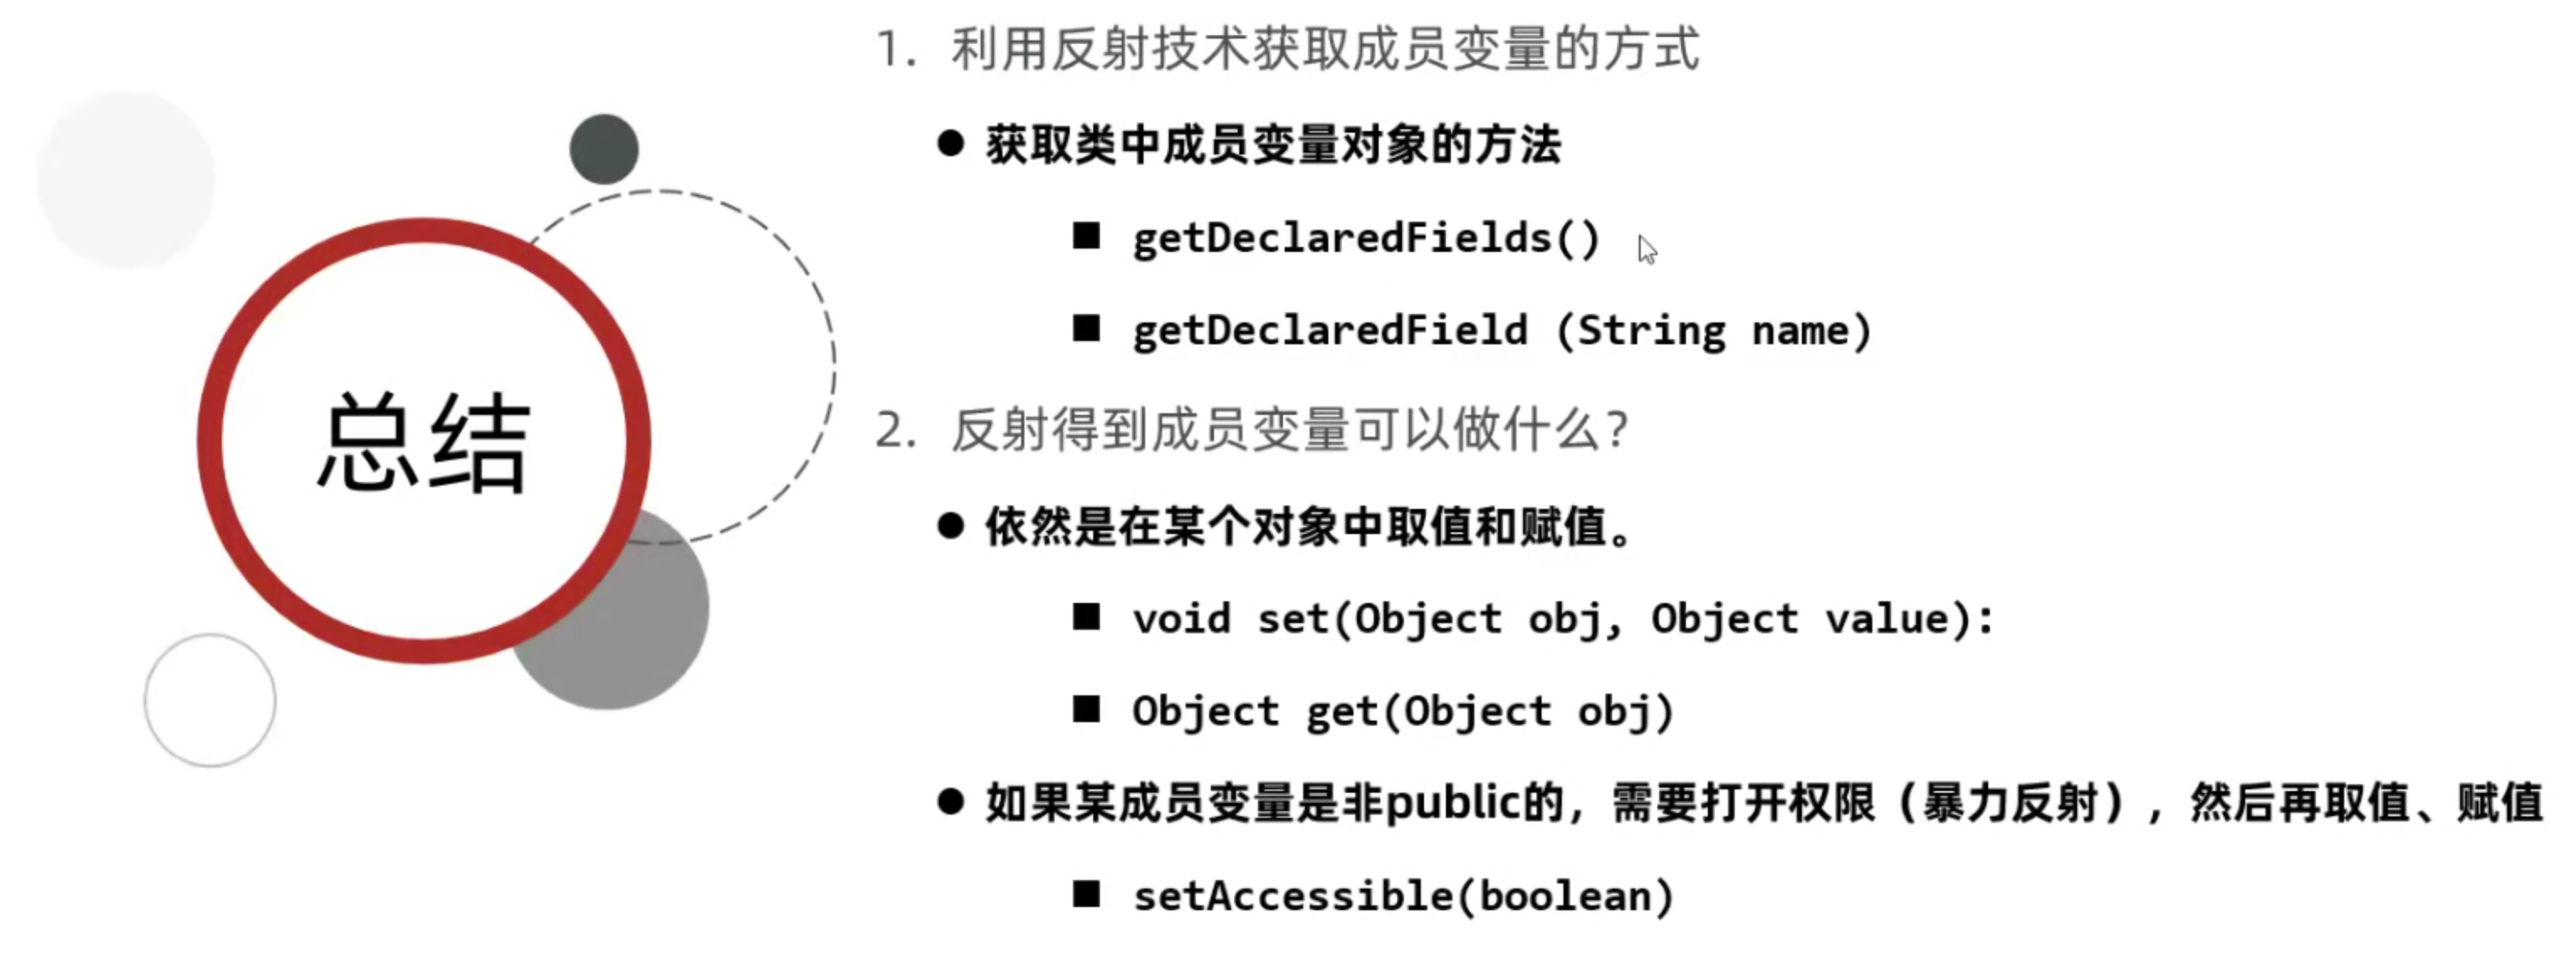 总结
1. 利用反射技术获取成员变量的方式
● 获取类中成员变量对象的方法
■ getDeclaredFields()
■ getDeclaredField (String name)
2. 反射得到成员变量可以做什么?
● 依然是在某个对象中取值和赋值。
■ void set(Object obj, Object value):
■ Object get(Object obj)
● 如果某成员变量是非public的，需要打开权限（暴力反射），然后再取值、赋值
■ setAccessible(boolean)